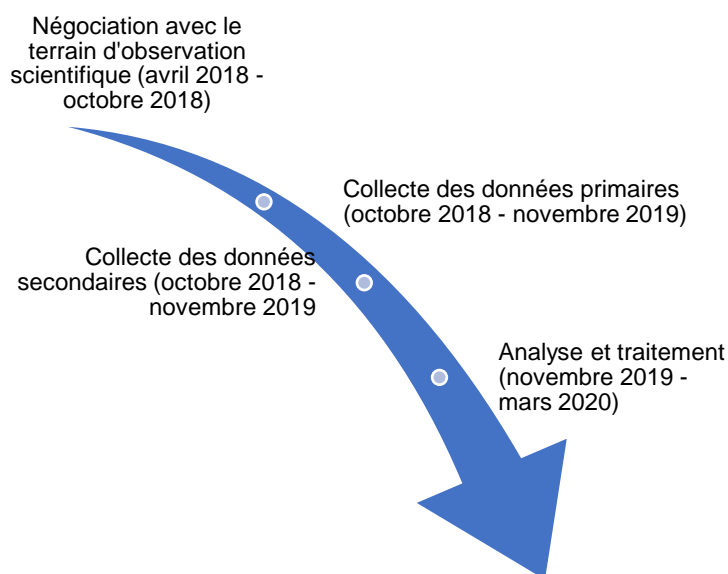 Négociation avec le
terrain d'observation
scientifique (avril 2018 -
octobre 2018)
Collecte des données primaires
(octobre 2018 - novembre 2019)
Collecte des données
secondaires (octobre 2018 -
novembre 2019
Analyse et traitement
(novembre 2019 -
mars 2020)